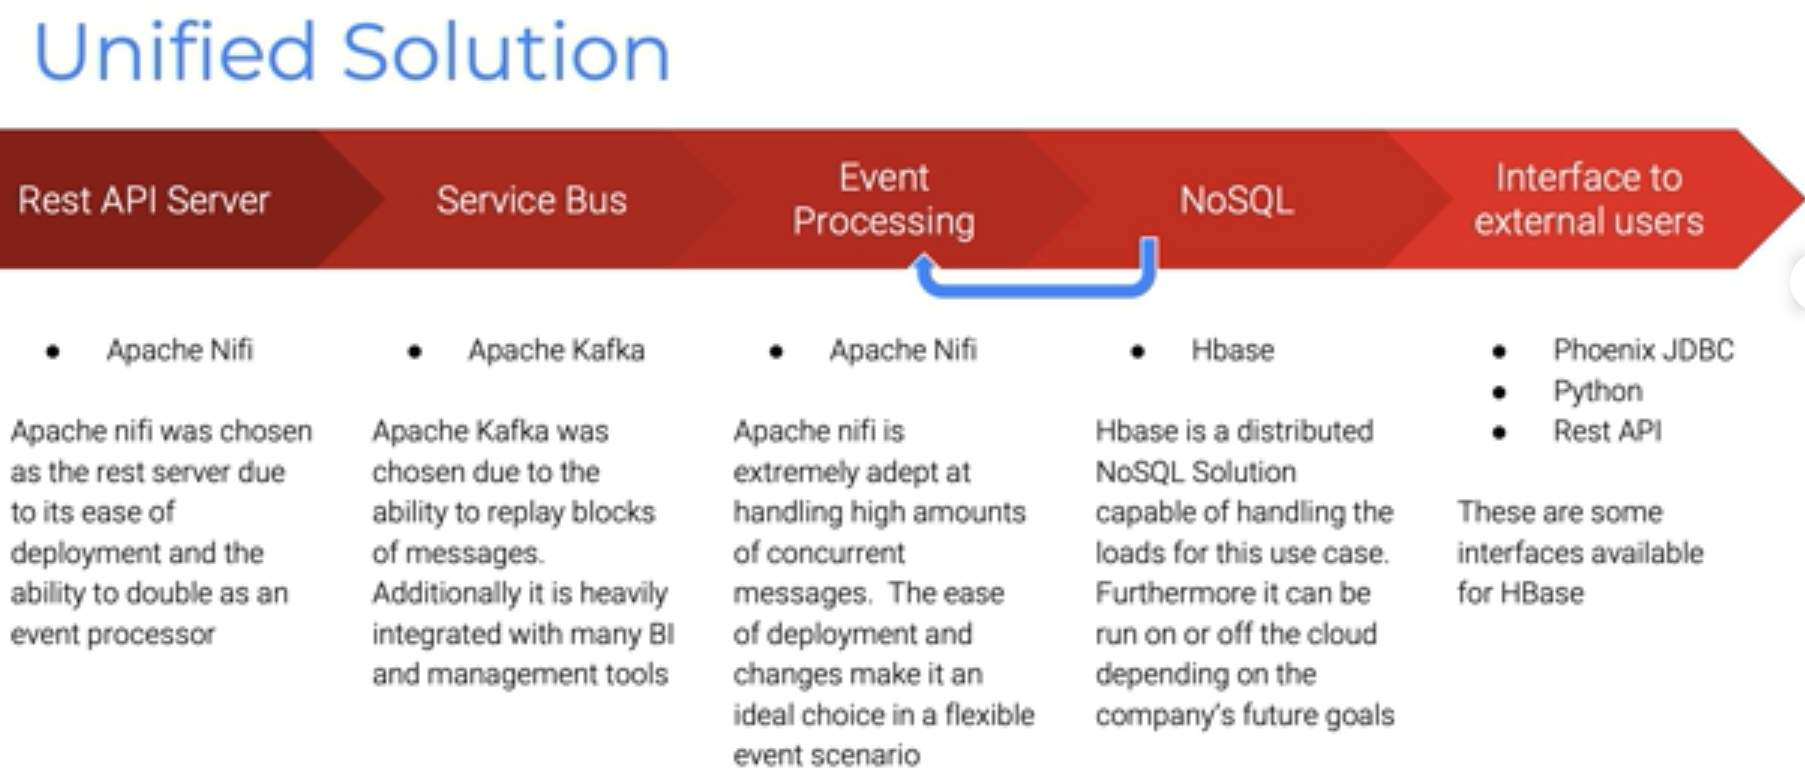 Unified Solution
Rest API Server
Service Bus
Event
Processing
NoSQL
Interface to
external users
● Apache Nifi
Apache nifi was chosen
as the rest server due
to its ease of
deployment and the
ability to double as an
event processor
● Apache Kafka
Apache Kafka was
chosen due to the
ability to replay blocks
of messages.
Additionally it is heavily
integrated with many BI
and management tools
● Apache Nifi
Apache nifi is
extremely adept at
handling high amounts
of concurrent
messages.  The ease
of deployment and
changes make it an
ideal choice in a flexible
event scenario
● Hbase
Hbase is a distributed
NoSQL Solution
capable of handling the
loads for this use case.
Furthermore it can be
run on or off the cloud
depending on the
company's future goals
● Phoenix JDBC
● Python
● Rest API
These are some
interfaces available
for HBase